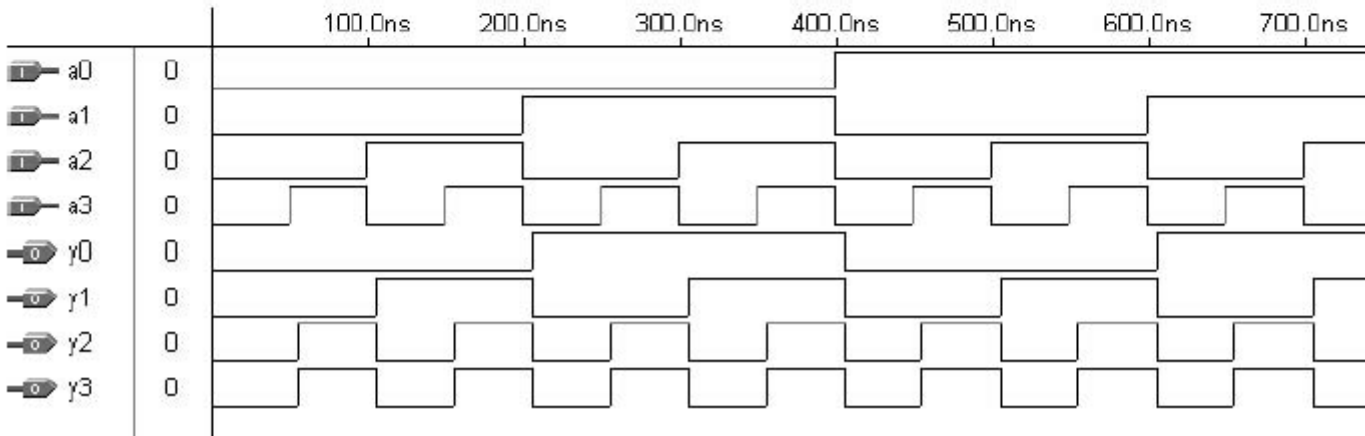 100.0ns 200.0ns 300.0ns 400.0ns 500.0ns 600.0ns 700.0ns
I a0 0
I a1 0
I a2 0
I a3 0
O y0 0
O y1 0
O y2 0
O y3 0